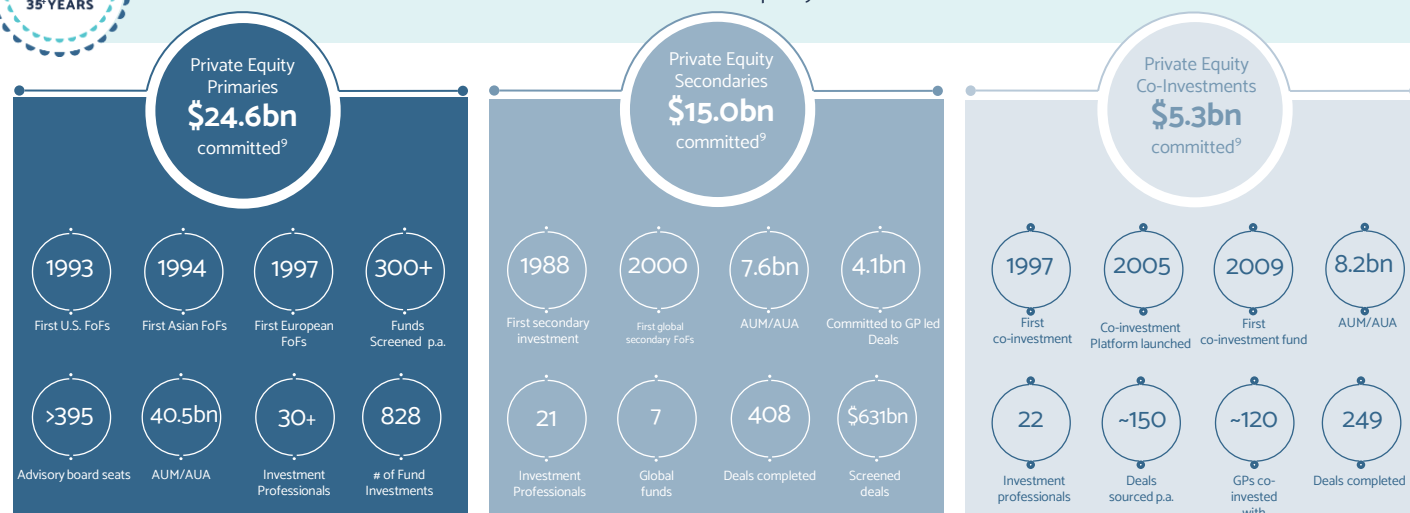 35+YEARS
Private Equity
Primaries
$24.6bn
committed9
1993
1994
1997
300+
First U.S. FoFs
First Asian FoFs
First European
FoFs
Funds
Screened p.a.
>395
40.5bn
30+
828
Advisory board seats
AUM/AUA
Investment
Professionals
# of Fund
Investments
Private Equity
Secondaries
$15.0bn
committed9
1988
2000
7.6bn
4.1bn
First secondary
investment
First global
secondary FoFs
AUM/AUA
Committed to GP led
Deals
21
7
408
$631bn
Investment
Professionals
Global
funds
Deals completed
Screened
deals
Private Equity
Co-Investments
$5.3bn
committed9
1997
2005
2009
8.2bn
First
co-investment
Co-investment
Platform launched
First
co-investment fund
AUM/AUA
22
~150
~120
249
Investment
professionals
Deals
sourced p.a.
GPs co-
invested
with
Deals completed